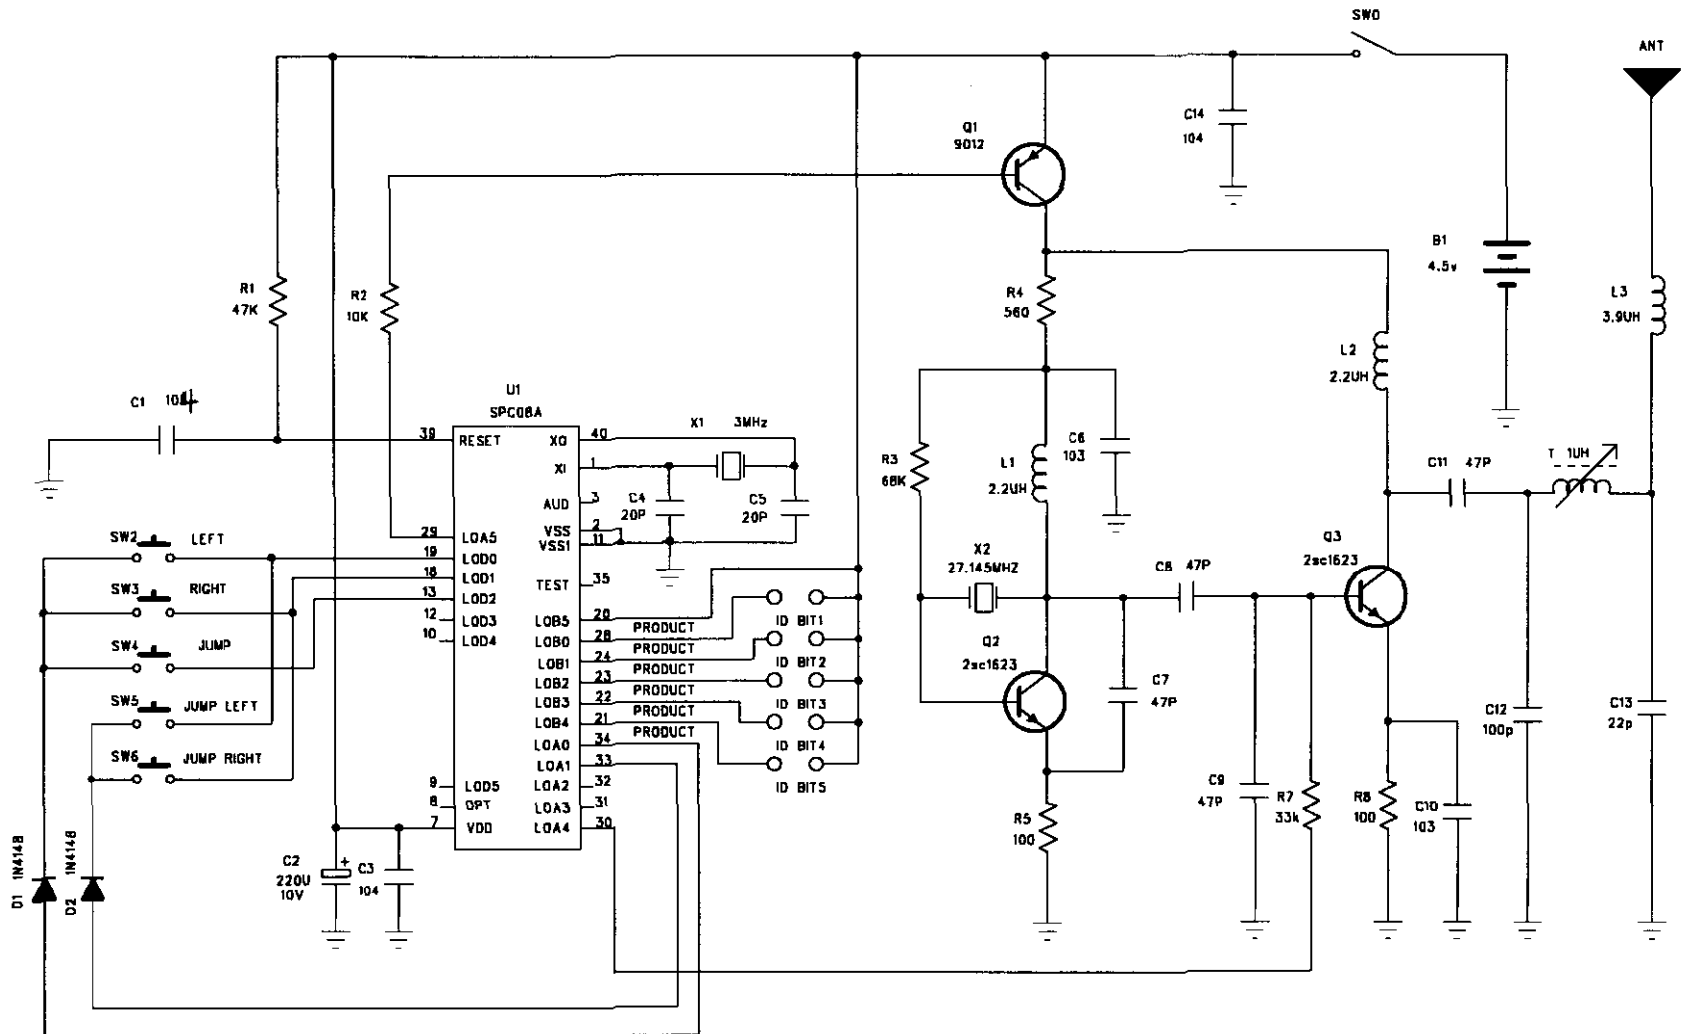 SW0
ANT
Q1
9012
C14
104
B1
4.5v
L3
3.9UH
R1
47K
R2
10K
R4
560
L2
2.2UH
C1
U1
SPC08A
X1 3MHz
39 RESET
XO 40
XI 1
AUD 3
VSS 2
VSS1 11
TEST 35
C4
20P
C5
20P
R3
68K
L1
2.2UH
C6
103
C11 47P
T 1UH
29 LOA5
19 LOD0
18 LOD1
13 LOD2
12 LOD3
10 LOD4
SW2 LEFT
SW3 RIGHT
SW4 JUMP
SW5 JUMP LEFT
SW6 JUMP RIGHT
LOB5 20
LOB0 28
LOB1 24
LOB2 23
LOB3 22
LOB4 21
LOA0 34
LOA1 33
LOA2 32
LOA3 31
LOA4 30
PRODUCT ID BIT1
PRODUCT ID BIT2
PRODUCT ID BIT3
PRODUCT ID BIT4
PRODUCT ID BIT5
X2
27.145MHZ
C8 47P
Q3
2sc1623
Q2
2sc1623
C7
47P
9 LOD5
8 OPT
7 VDD
C9
47P
R7
33k
R8
100
C10
103
C12
100p
C13
22p
R5
100
C2
220U
10V
+
C3
104
D1 1N4148
D2 1N4148